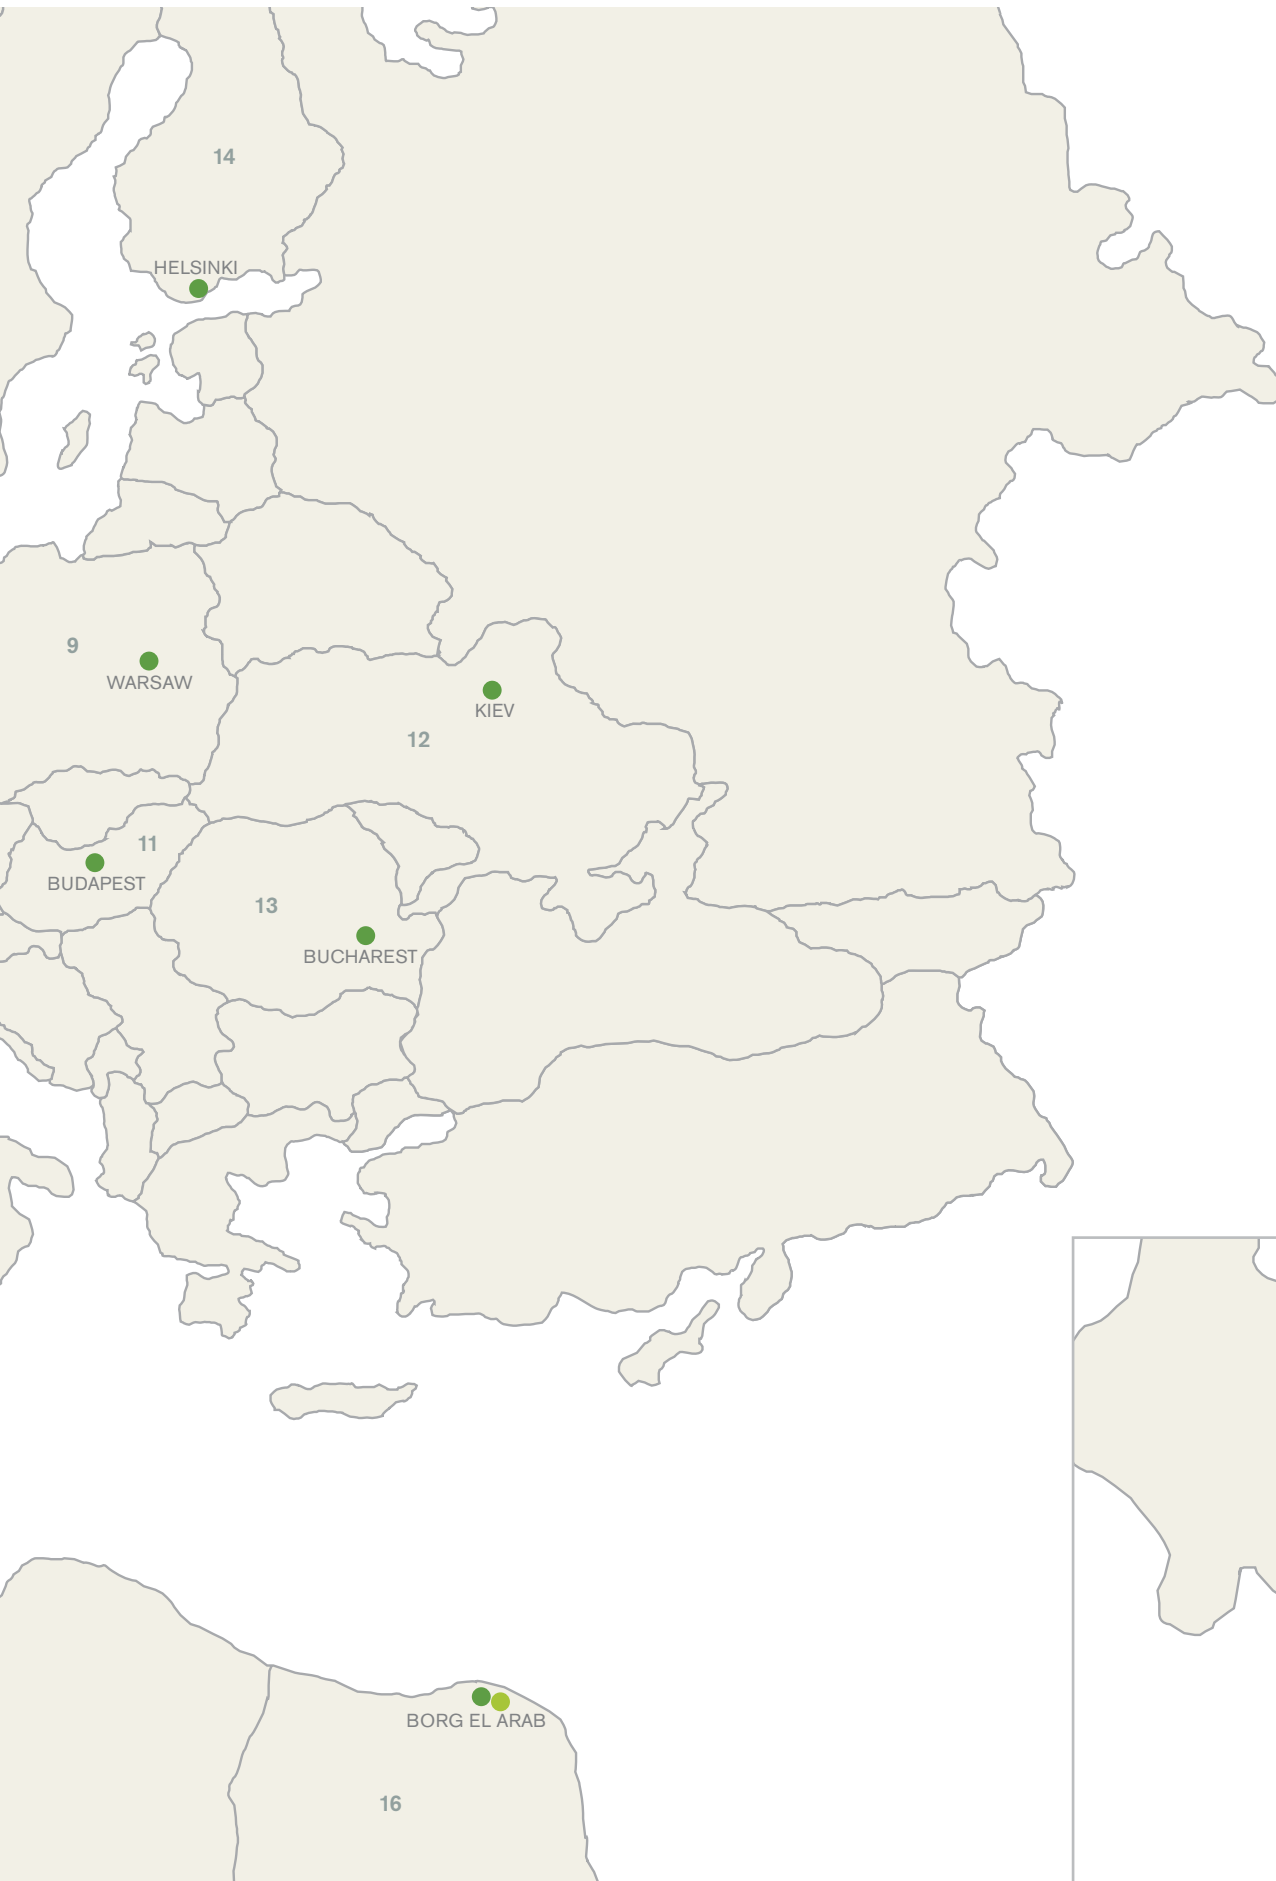 14
HELSINKI
9
WARSAW
KIEV
12
11
BUDAPEST
13
BUCHAREST
BORG EL ARAB
16